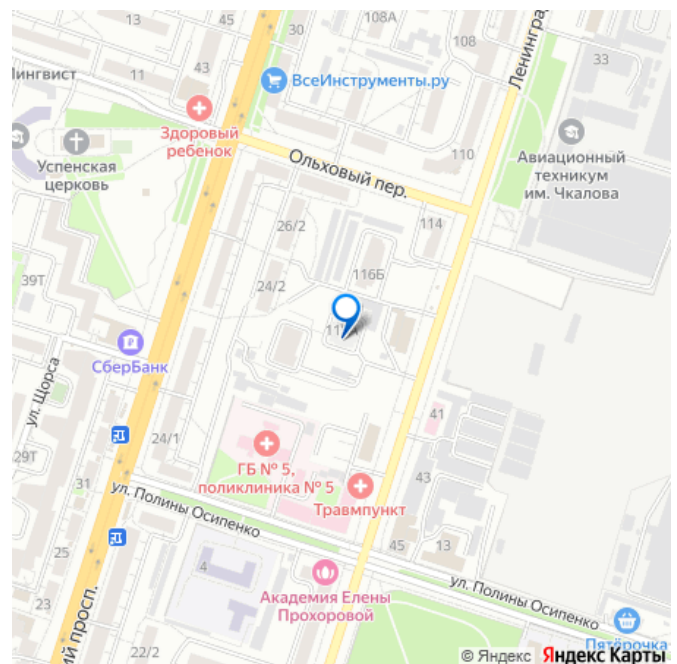 13
108А
30
108
33
Лингвист
11
43
ВсеИнструменты.ру
Здоровый
ребенок
Успенская
церковь
Ольховый пер.
110
Авиационный
техникум
им. Чкалова
114
26/2
116Б
39Т
24/2
СберБанк
ул. Щорса
41
24/1
29Т
ГБ № 5,
поликлиника № 5
43
31
Травмпункт
ул. Полины Осипенко
25
45
13
4
Академия Елены
Прохоровой
ул. Полины Осипенко
23
22/2
просп.
Пятёрочка
© Яндекс Яндекс Карты